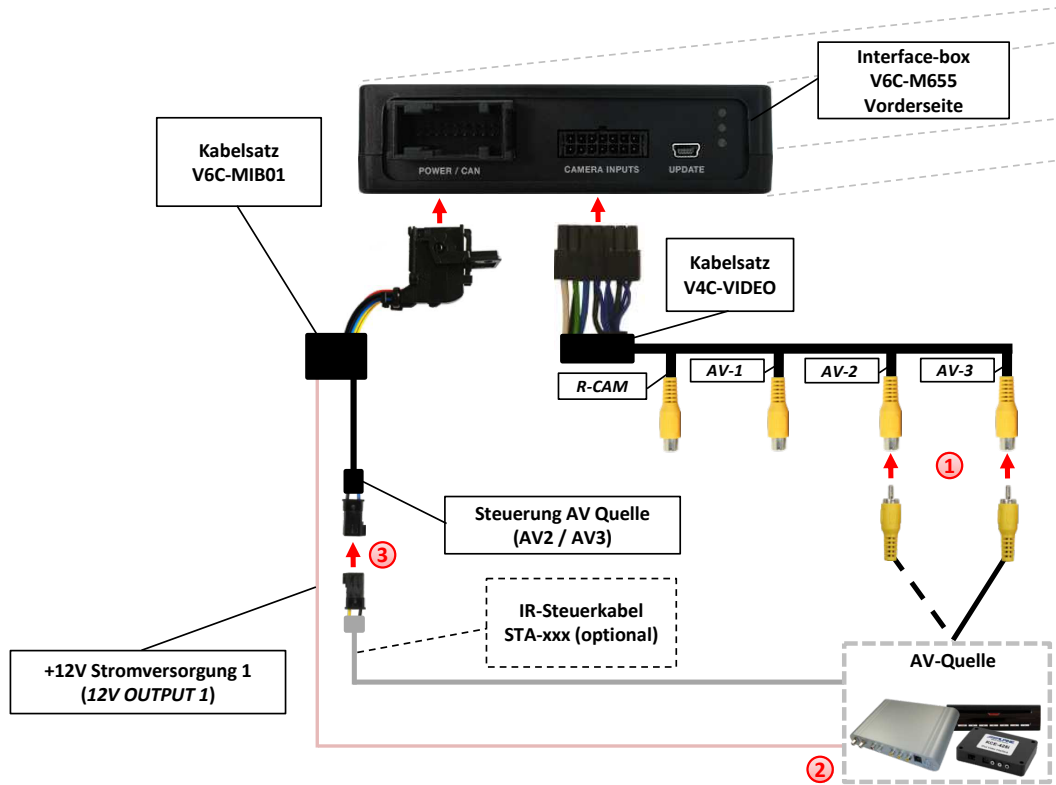 Interface-box
V6C-M655
Vorderseite
Kabelsatz
V6C-MIB01
POWER / CAN
CAMERA INPUTS
UPDATE
Kabelsatz
V4C-VIDEO
R-CAM
AV-1
AV-2
AV-3
1
Steuerung AV Quelle
(AV2 / AV3)
3
IR-Steuerkabel
STA-xxx (optional)
+12V Stromversorgung 1
(12V OUTPUT 1)
AV-Quelle
2